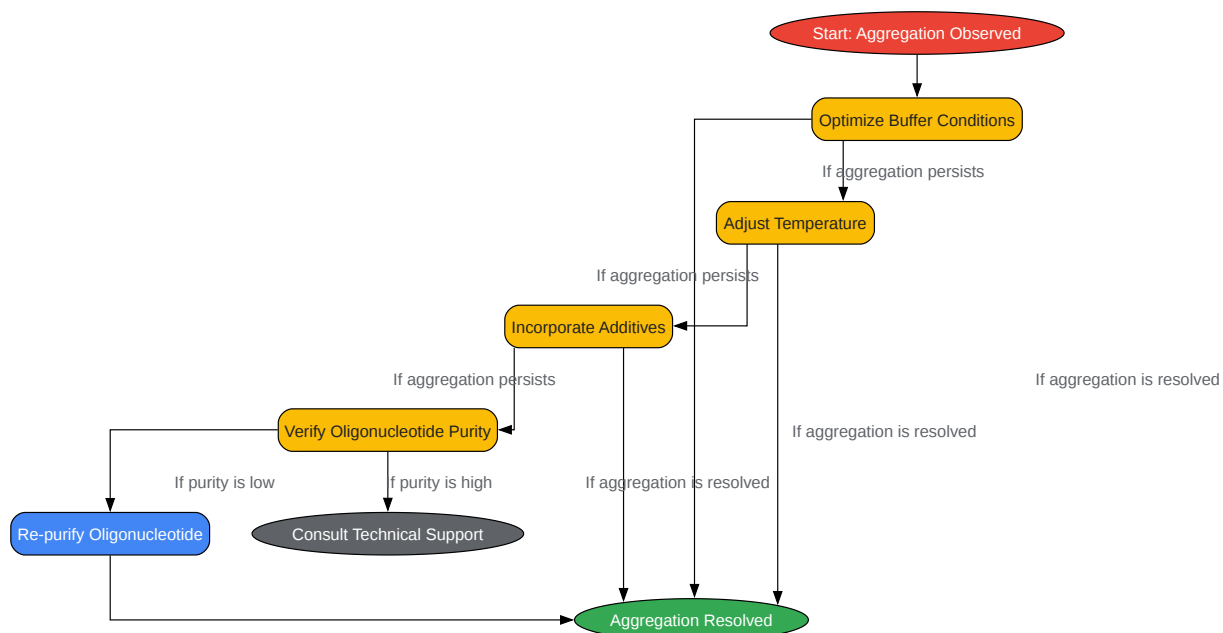 Start: Aggregation Observed
Optimize Buffer Conditions
If aggregation persists
Adjust Temperature
If aggregation persists
Incorporate Additives
If aggregation persists
If aggregation is resolved
Verify Oligonucleotide Purity
If aggregation is resolved
If purity is low
If purity is high
If aggregation is resolved
Re-purify Oligonucleotide
Consult Technical Support
Aggregation Resolved